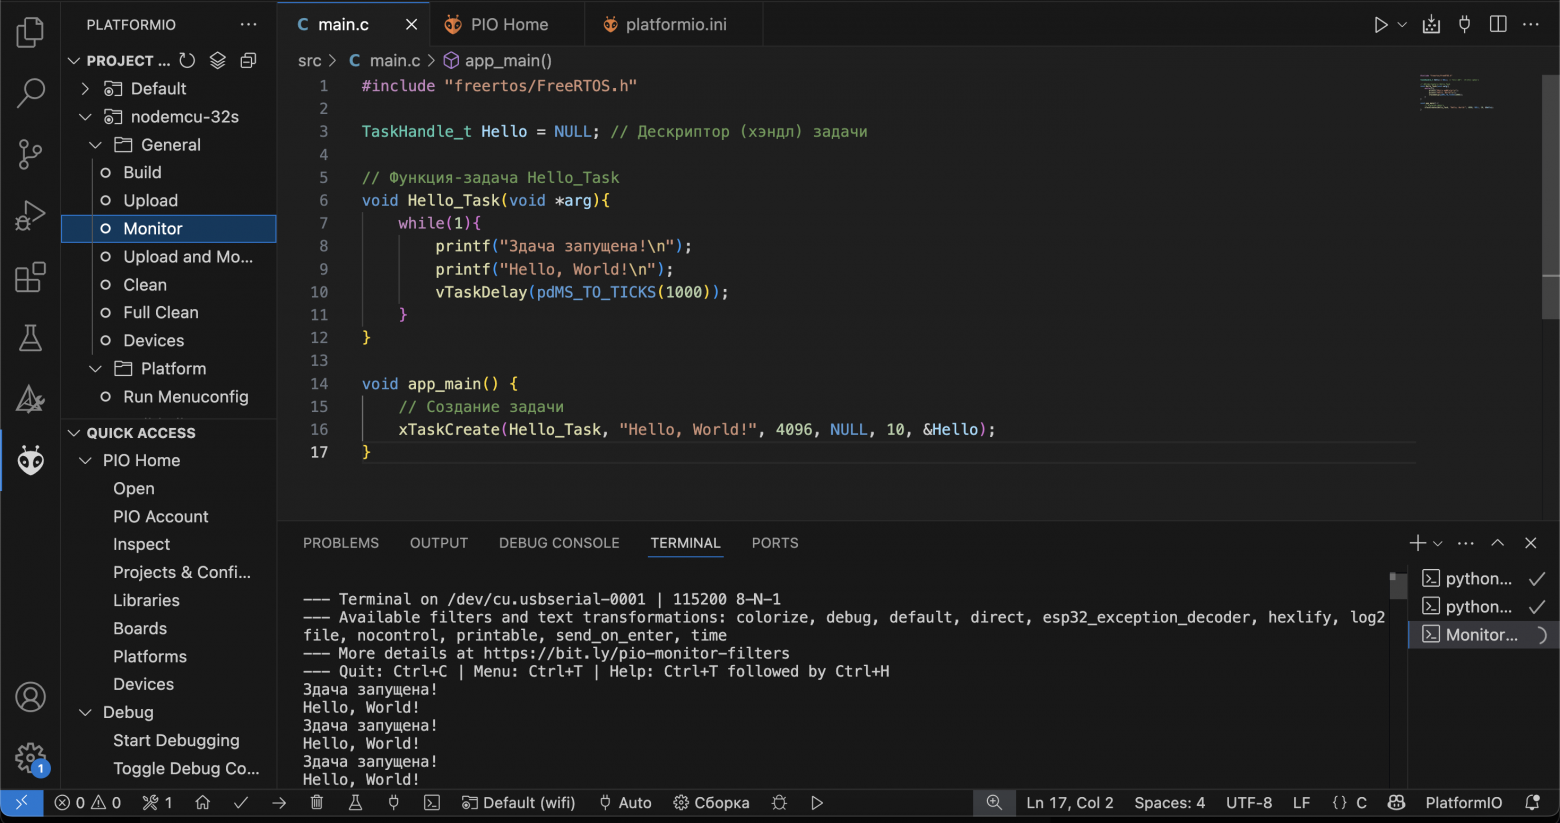 PLATFORMIO
PROJECT ...
Default
nodemcu-32s
General
Build
Upload
Monitor
Upload and Mo...
Clean
Full Clean
Devices
Platform
Run Menuconfig
QUICK ACCESS
PIO Home
Open
PIO Account
Inspect
Projects & Confi...
Libraries
Boards
Platforms
Devices
Debug
Start Debugging
Toggle Debug Co...
1
C main.c
PIO Home
platformio.ini
src > C main.c > app_main()
1 #include "freertos/FreeRTOS.h"
2
3 TaskHandle_t Hello = NULL; // Дескриптор (хэндл) задачи
4
5 // Функция-задача Hello_Task
6 void Hello_Task(void *arg){
7 while(1){
8 printf("Здача запущена!\n");
9 printf("Hello, World!\n");
10 vTaskDelay(pdMS_TO_TICKS(1000));
11 }
12 }
13
14 void app_main() {
15 // Создание задачи
16 xTaskCreate(Hello_Task, "Hello, World!", 4096, NULL, 10, &Hello);
17 }
PROBLEMS OUTPUT DEBUG CONSOLE TERMINAL PORTS
--- Terminal on /dev/cu.usbserial-0001 | 115200 8-N-1
--- Available filters and text transformations: colorize, debug, default, direct, esp32_exception_decoder, hexlify, log2
file, nocontrol, printable, send_on_enter, time
--- More details at https://bit.ly/pio-monitor-filters
--- Quit: Ctrl+C | Menu: Ctrl+T | Help: Ctrl+T followed by Ctrl+H
Здача запущена!
Hello, World!
Здача запущена!
Hello, World!
Здача запущена!
Hello, World!
python...
python...
Monitor...
0 0 1 Default (wifi) Auto Сборка Ln 17, Col 2 Spaces: 4 UTF-8 LF {} C PlatformIO